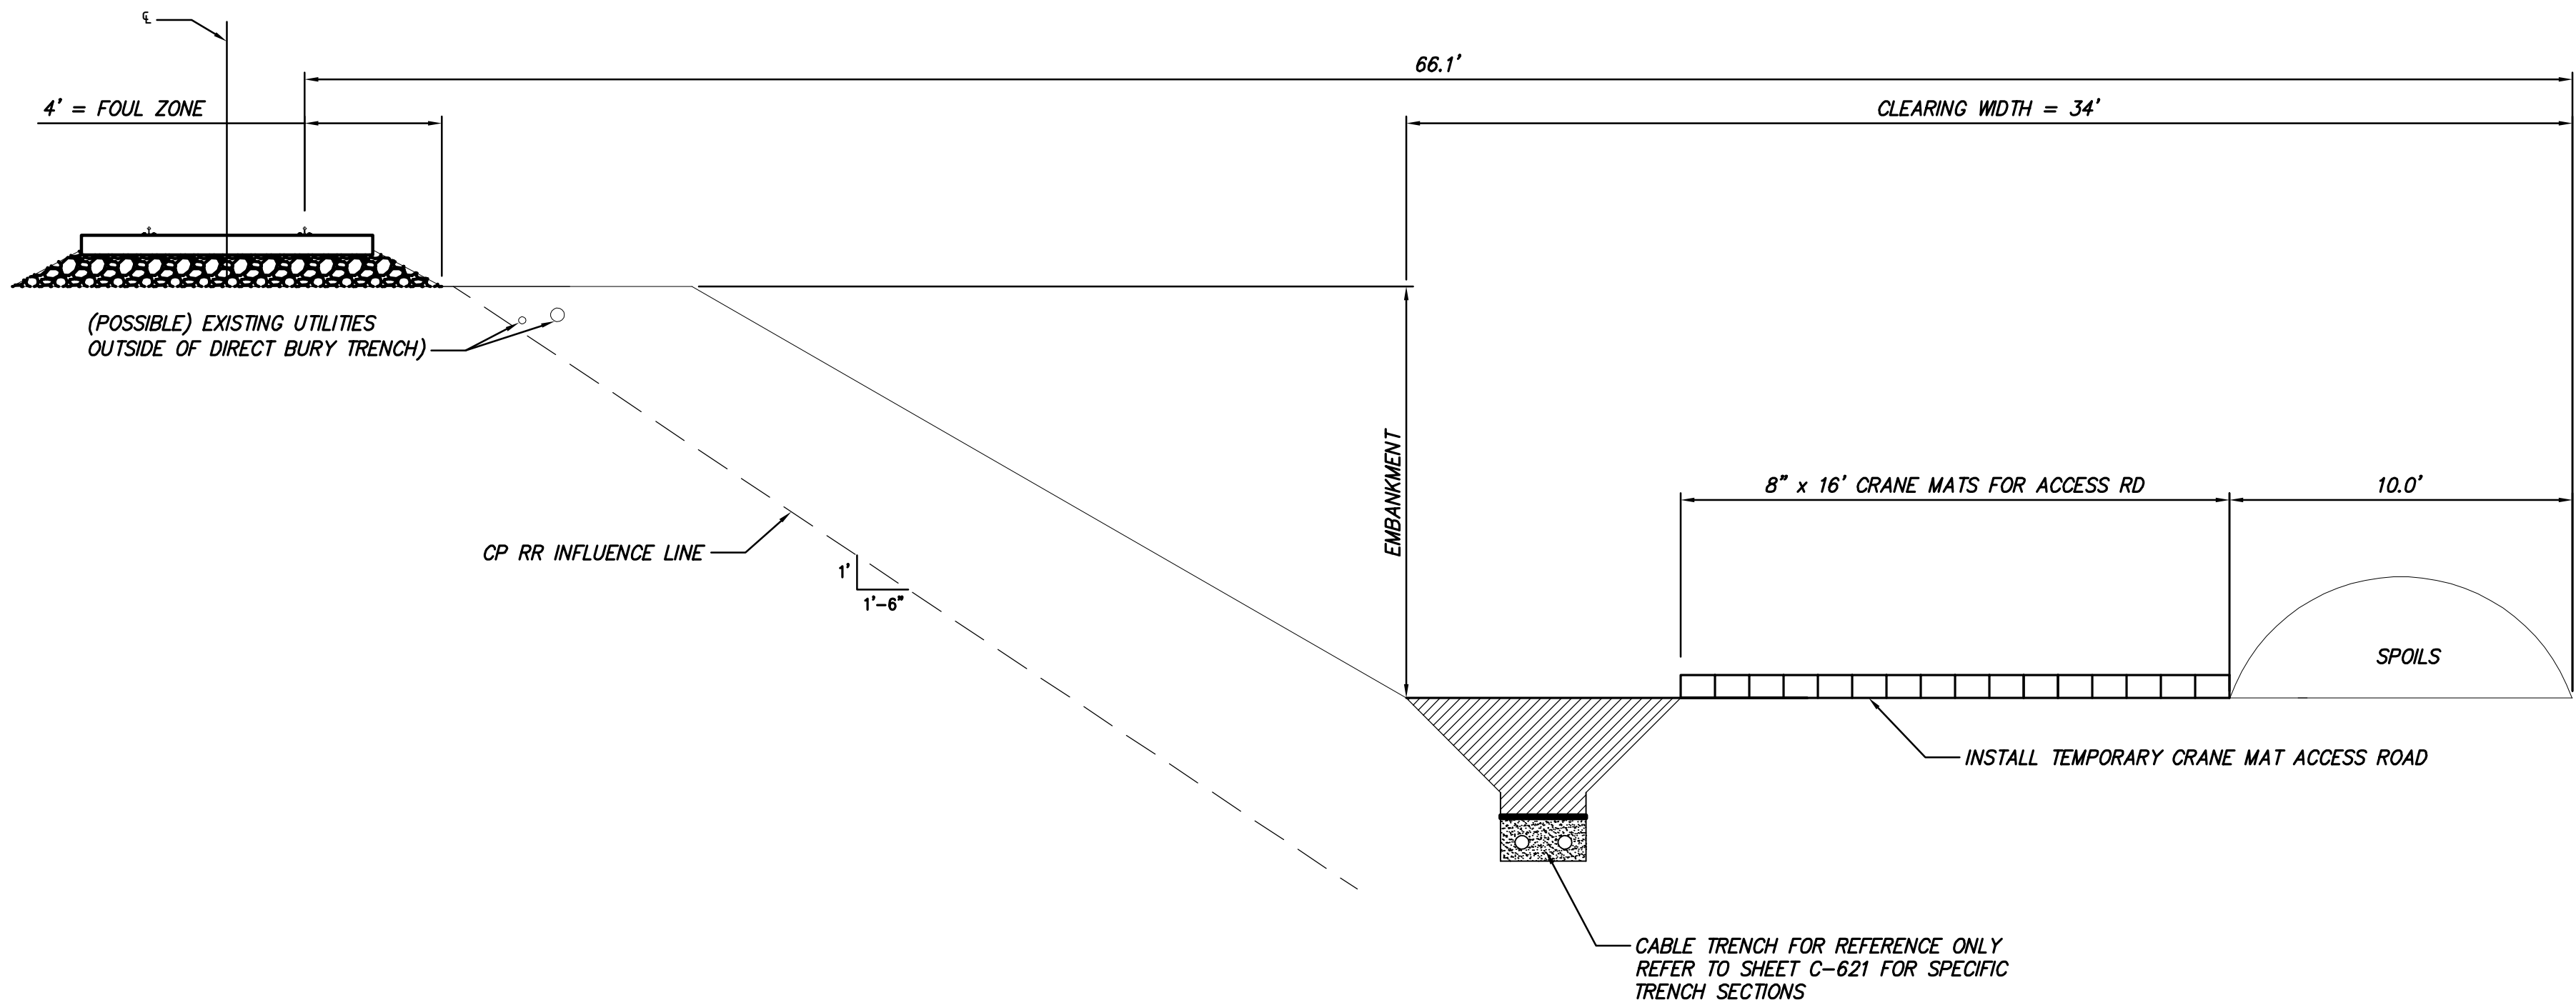 ℄
66.1'
4' = FOUL ZONE
CLEARING WIDTH = 34'
(POSSIBLE) EXISTING UTILITIES
OUTSIDE OF DIRECT BURY TRENCH)
EMBANKMENT
8" x 16' CRANE MATS FOR ACCESS RD
10.0'
CP RR INFLUENCE LINE
1'
1'-6"
SPOILS
INSTALL TEMPORARY CRANE MAT ACCESS ROAD
CABLE TRENCH FOR REFERENCE ONLY
REFER TO SHEET C-621 FOR SPECIFIC
TRENCH SECTIONS